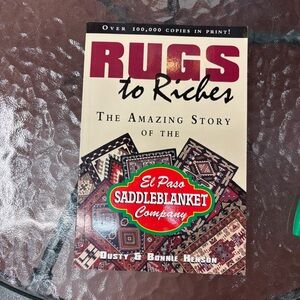 OVER 100,000 COPIES IN PRINT!
RUGS
to Riches
THE AMAZING STORY
OF THE
El Paso
SADDLEBLANKET
Company
DUSTY & BONNIE HENSON